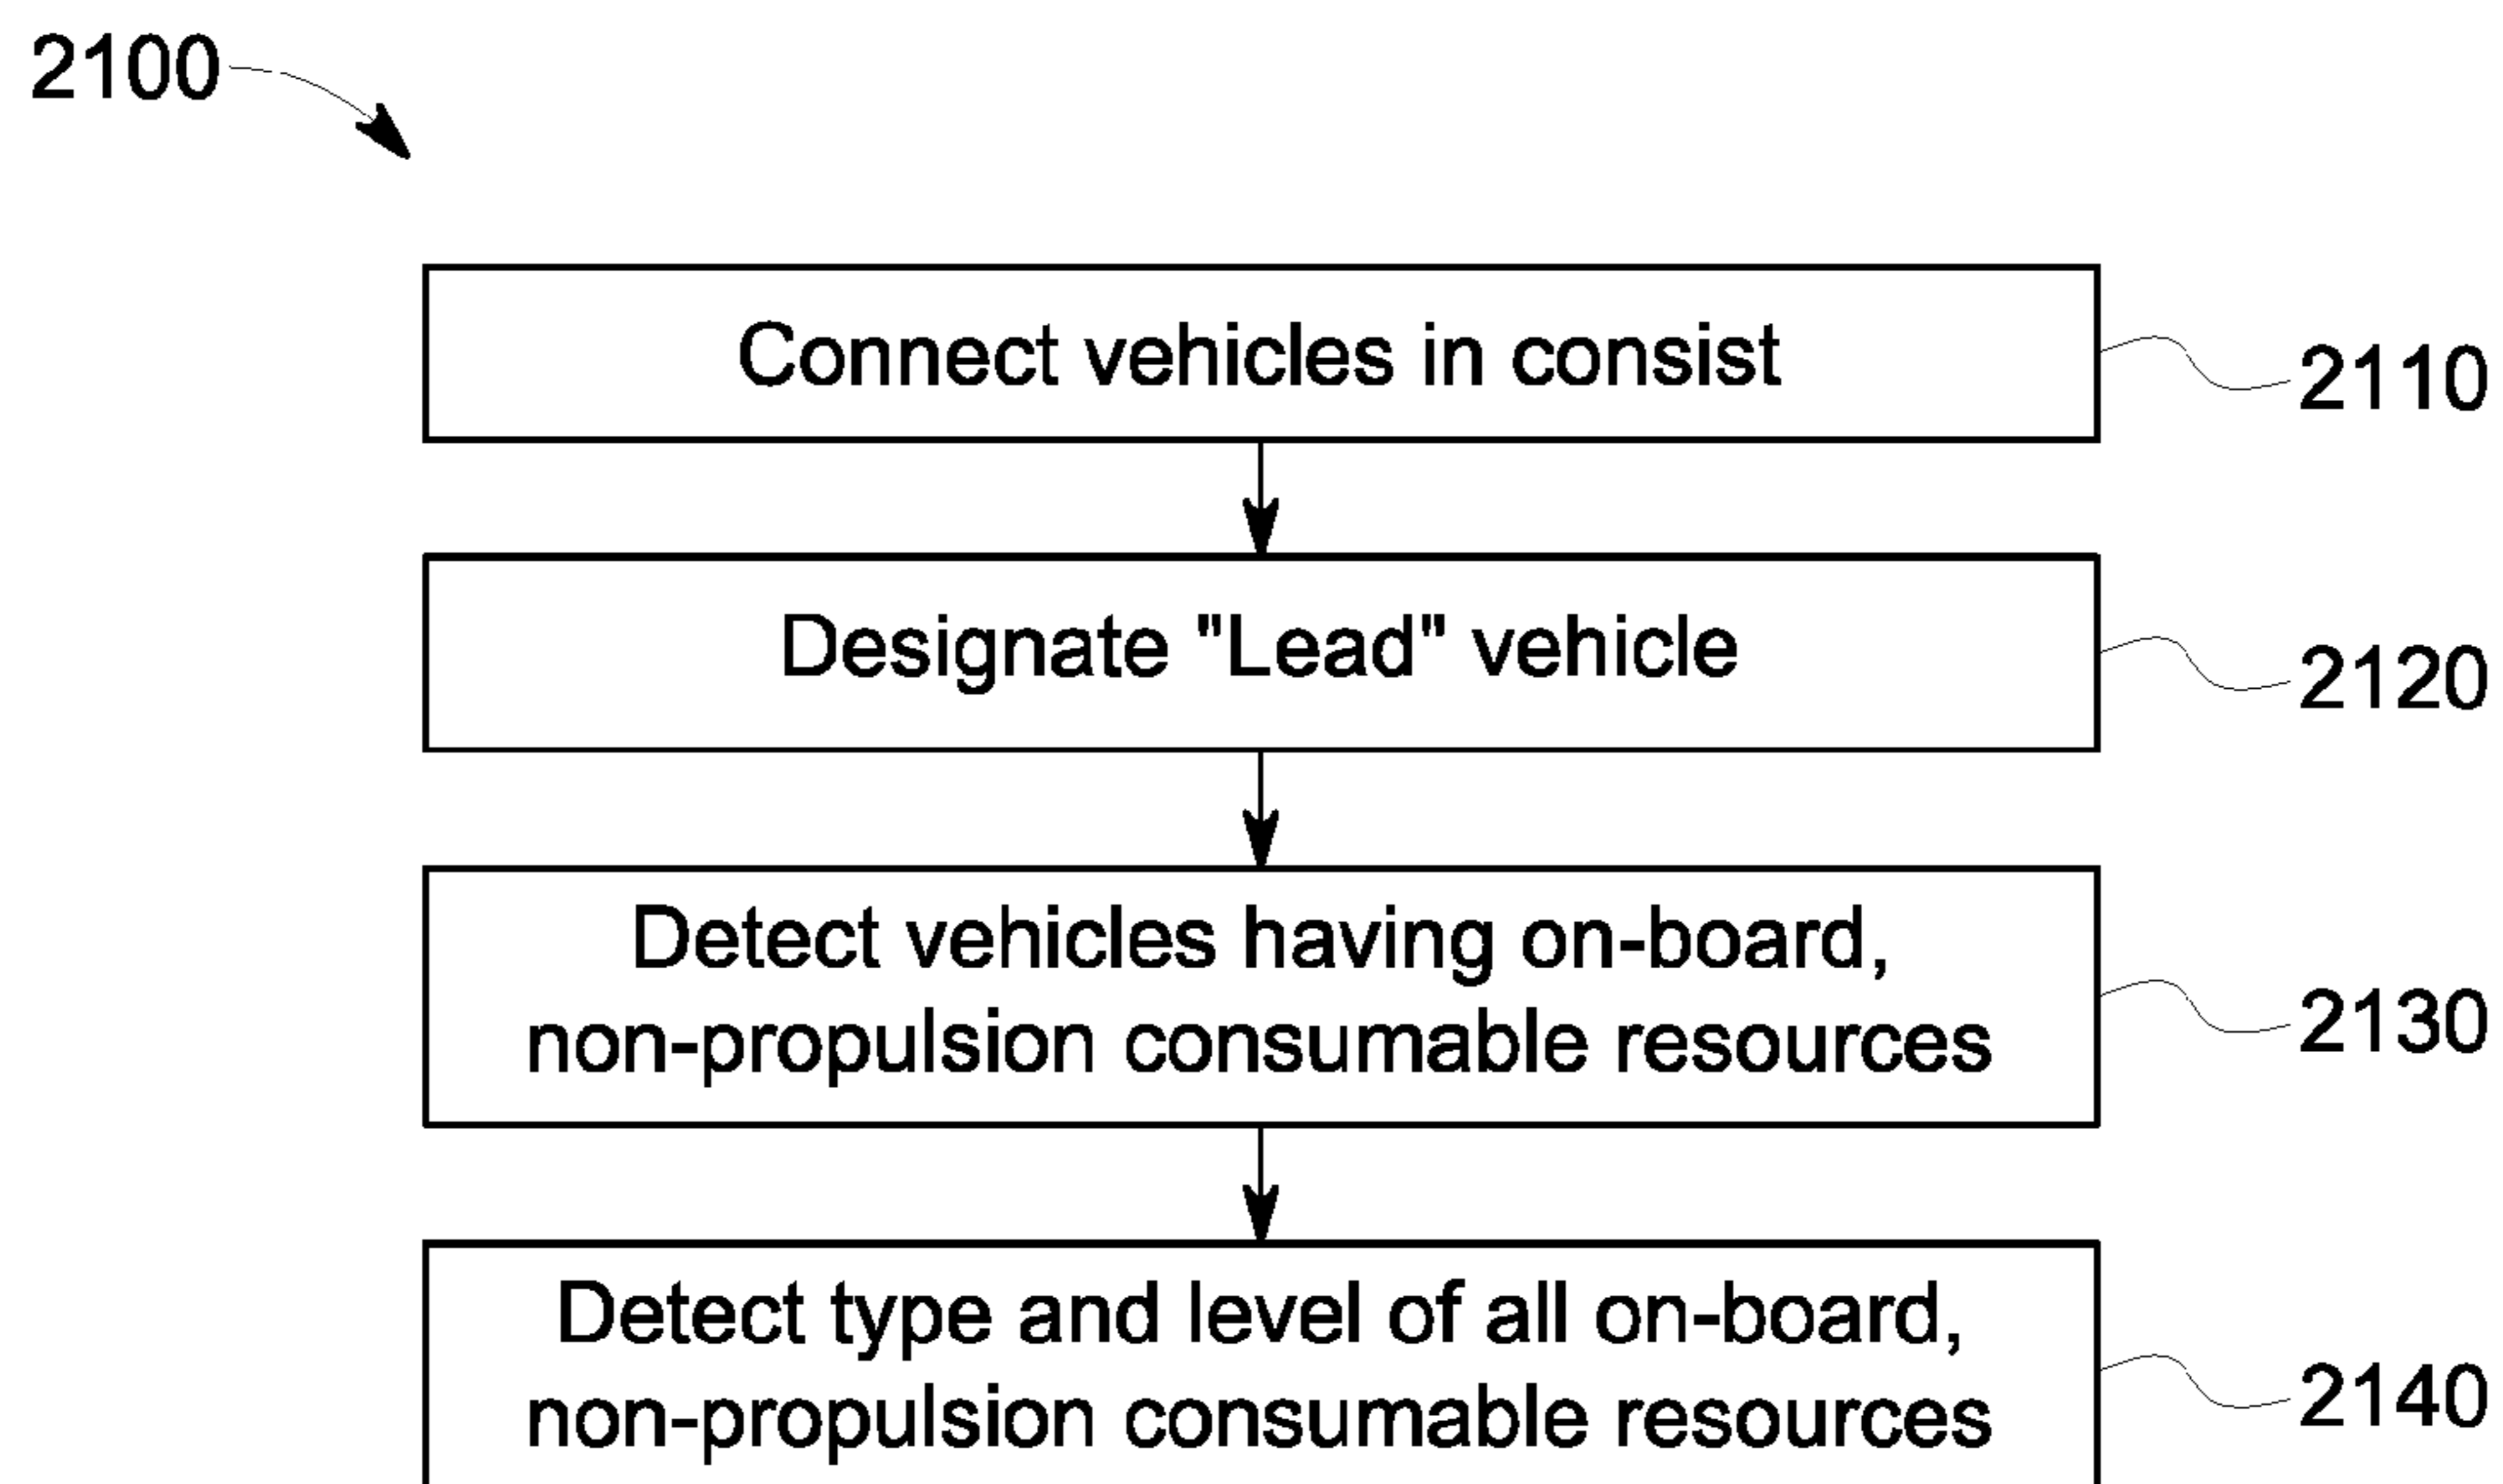 2100
Connect vehicles in consist
2110
Designate "Lead" vehicle
2120
Detect vehicles having on-board,
non-propulsion consumable resources
2130
Detect type and level of all on-board,
non-propulsion consumable resources
2140